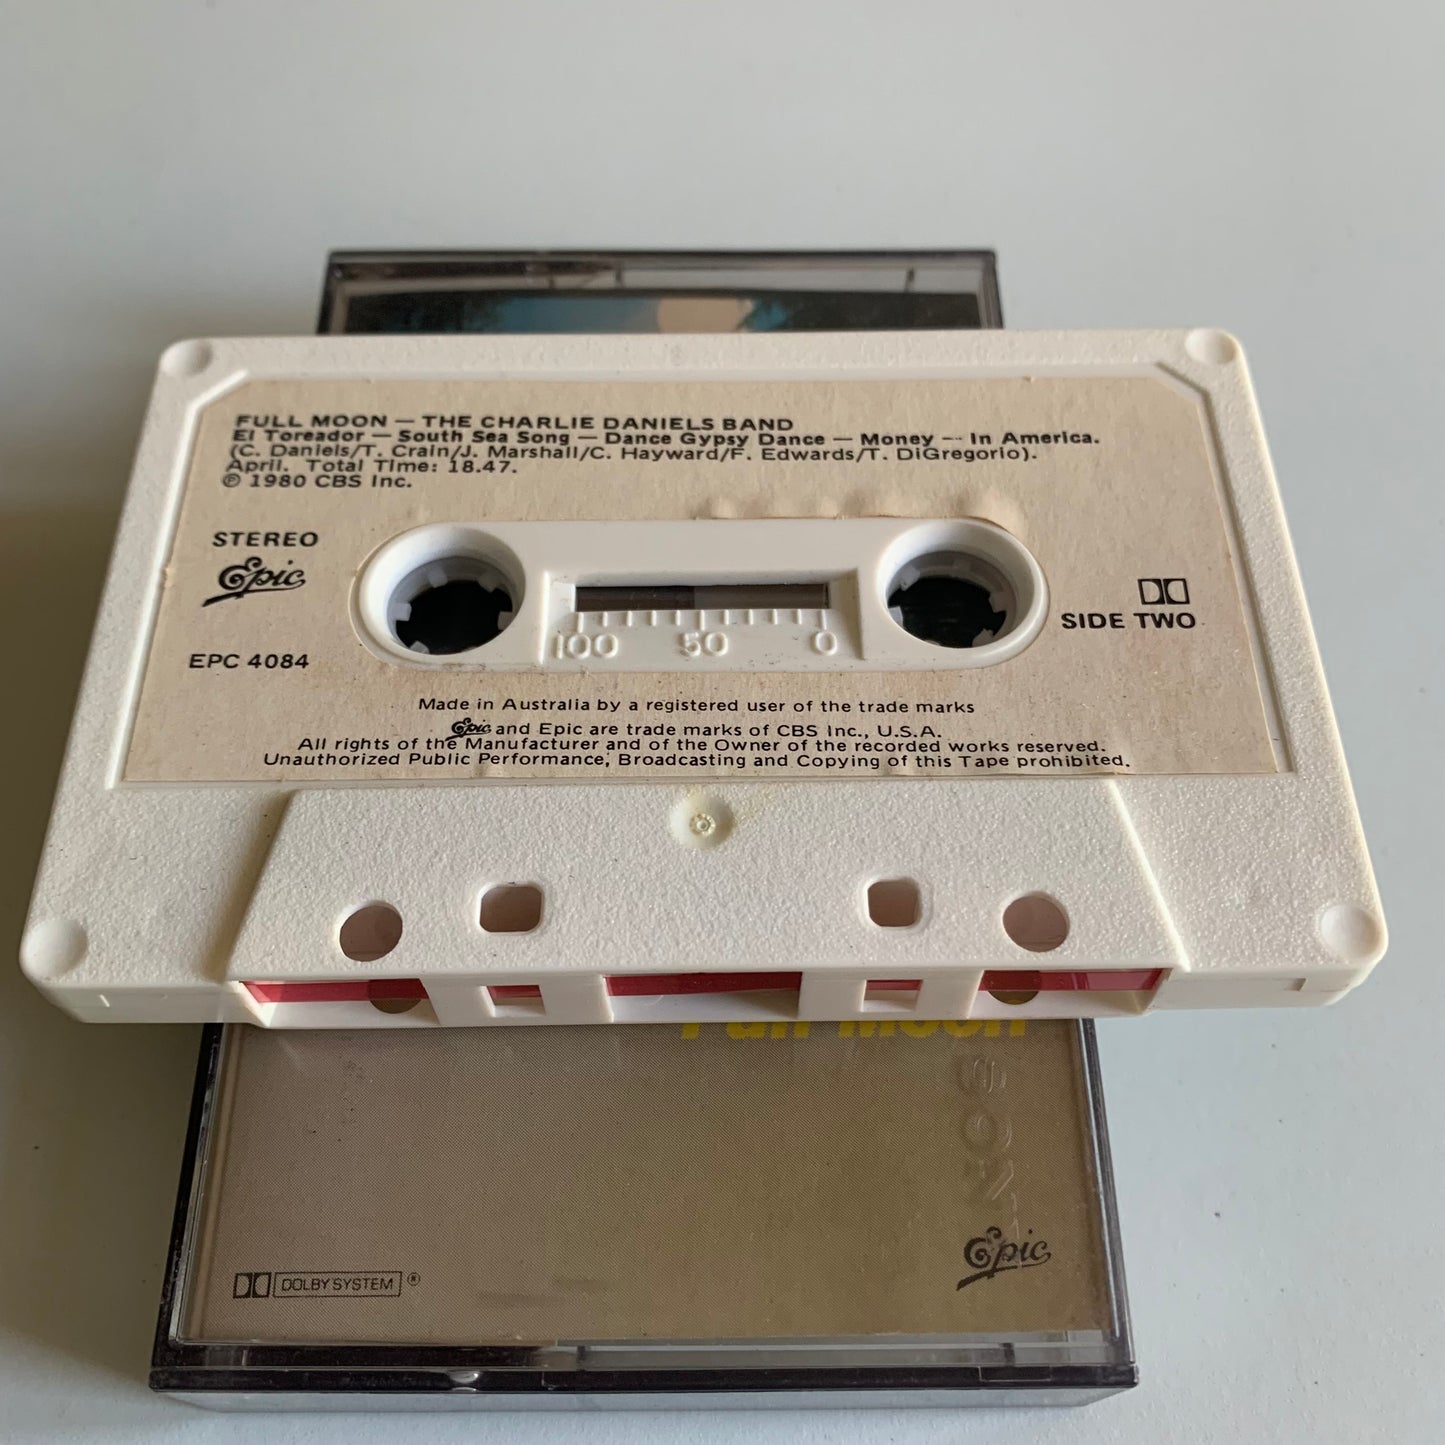 FULL MOON — THE CHARLIE DANIELS BAND
El Toreador — South Sea Song — Dance Gypsy Dance — Money — In America.
(C. Daniels/T. Crain/J. Marshall/C. Hayward/F. Edwards/T. DiGregorio).
April. Total Time: 18.47.
℗ 1980 CBS Inc.
STEREO
Epic
EPC 4084
100 50 0
SIDE TWO
Made in Australia by a registered user of the trade marks
Epic and Epic are trade marks of CBS Inc., U.S.A.
All rights of the Manufacturer and of the Owner of the recorded works reserved.
Unauthorized Public Performance, Broadcasting and Copying of this Tape prohibited.
Full Moon
Epic
DOLBY SYSTEM ®